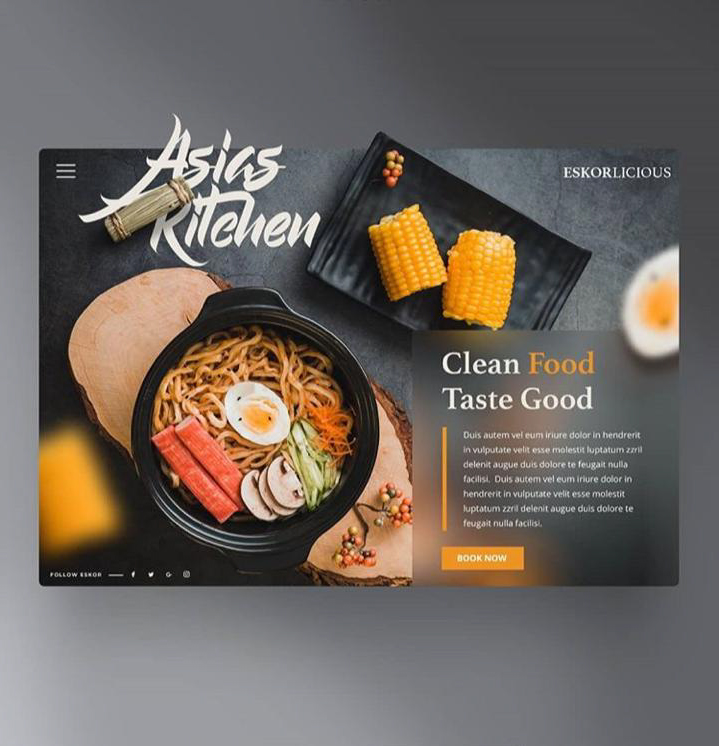 Asias
Kitchen
ESKORLICIOUS
Clean Food
Taste Good
Duis autem vel eum iriure dolor in hendrerit
in vulputate velit esse molestit luptatum zzril
delenit augue duis dolore te feugait nulla
facilisi. Duis autem vel eum iriure dolor in
hendrerit in vulputate velit esse molestit
luptatum zzril delenit augue duis dolore te
feugait nulla facilisi.
BOOK NOW
FOLLOW ESKOR